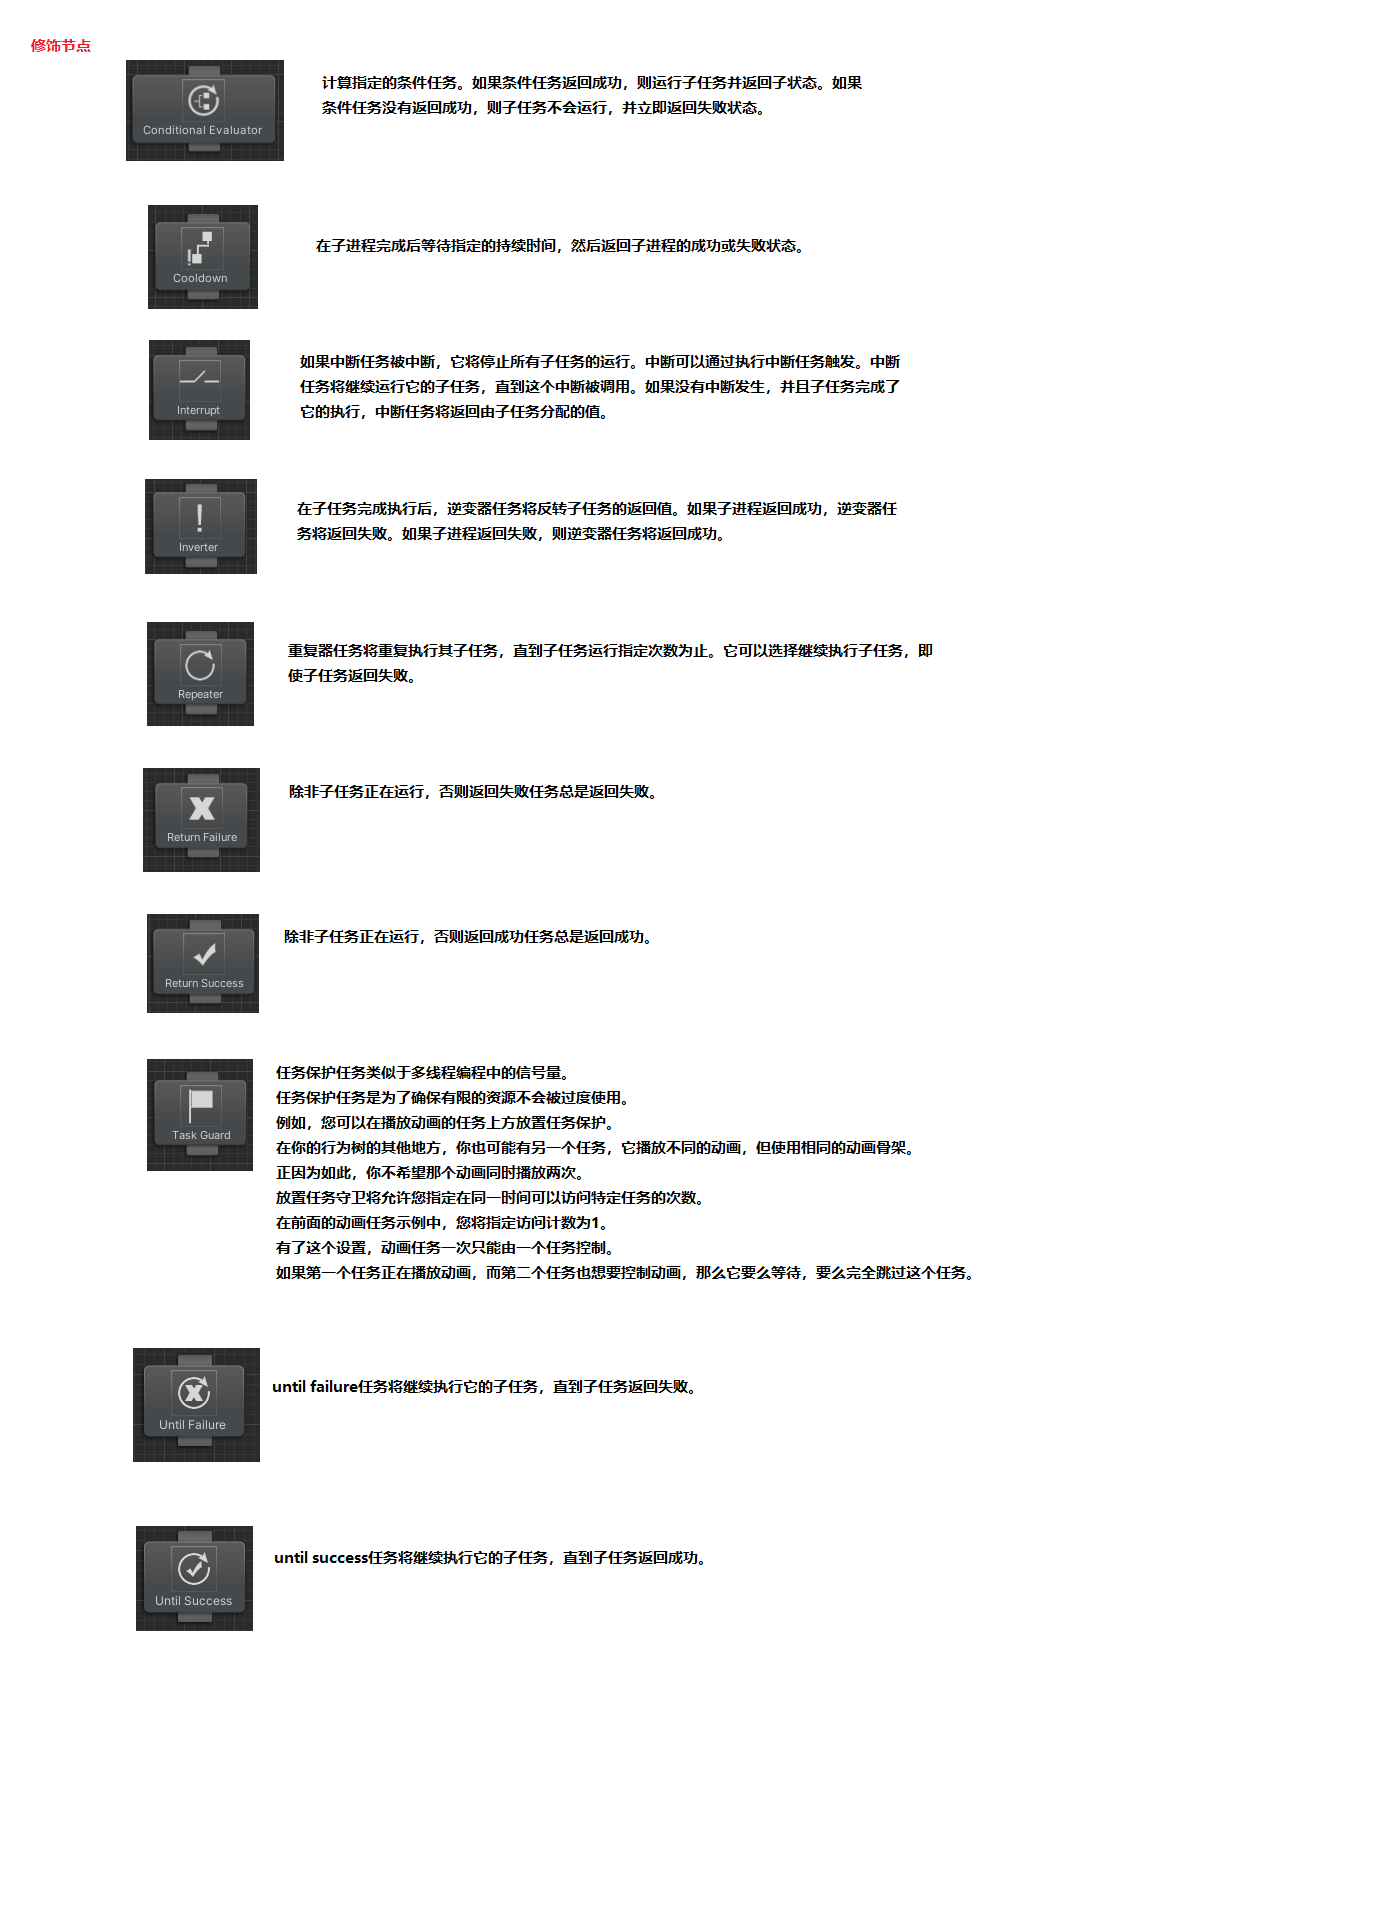 修饰节点
Conditional Evaluator
计算指定的条件任务。如果条件任务返回成功，则运行子任务并返回子状态。如果
条件任务没有返回成功，则子任务不会运行，并立即返回失败状态。
Cooldown
在子进程完成后等待指定的持续时间，然后返回子进程的成功或失败状态。
Interrupt
如果中断任务被中断，它将停止所有子任务的运行。中断可以通过执行中断任务触发。中断
任务将继续运行它的子任务，直到这个中断被调用。如果没有中断发生，并且子任务完成了
它的执行，中断任务将返回由子任务分配的值。
Inverter
在子任务完成执行后，逆变器任务将反转子任务的返回值。如果子进程返回成功，逆变器任
务将返回失败。如果子进程返回失败，则逆变器任务将返回成功。
Repeater
重复器任务将重复执行其子任务，直到子任务运行指定次数为止。它可以选择继续执行子任务，即
使子任务返回失败。
Return Failure
除非子任务正在运行，否则返回失败任务总是返回失败。
Return Success
除非子任务正在运行，否则返回成功任务总是返回成功。
Task Guard
任务保护任务类似于多线程编程中的信号量。
任务保护任务是为了确保有限的资源不会被过度使用。
例如，您可以在播放动画的任务上方放置任务保护。
在你的行为树的其他地方，你也可能有另一个任务，它播放不同的动画，但使用相同的动画骨架。
正因为如此，你不希望那个动画同时播放两次。
放置任务守卫将允许您指定在同一时间可以访问特定任务的次数。
在前面的动画任务示例中，您将指定访问计数为1。
有了这个设置，动画任务一次只能由一个任务控制。
如果第一个任务正在播放动画，而第二个任务也想要控制动画，那么它要么等待，要么完全跳过这个任务。
Until Failure
until failure任务将继续执行它的子任务，直到子任务返回失败。
Until Success
until success任务将继续执行它的子任务，直到子任务返回成功。